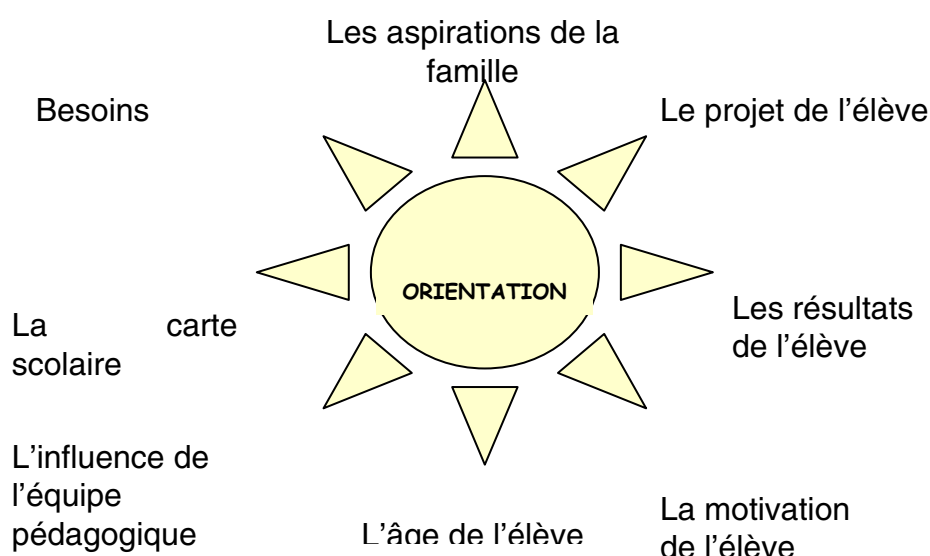 Les aspirations de la
famille
Besoins
Le projet de l’élève
ORIENTATION
La carte
scolaire
Les résultats
de l’élève
L’influence de
l’équipe
pédagogique
L’âge de l’élève
La motivation
de l’élève